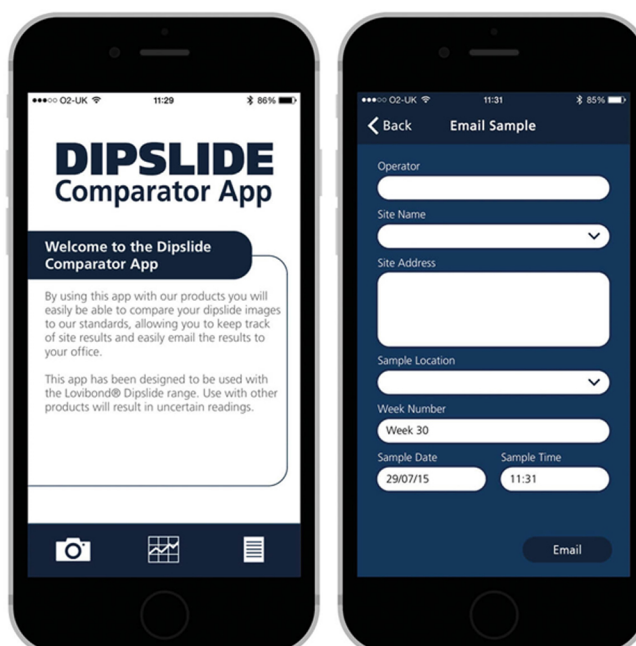 O2-UK 11:29 86%
DIPSLIDE
Comparator App
Welcome to the Dipslide
Comparator App
By using this app with our products you will
easily be able to compare your dipslide images
to our standards, allowing you to keep track
of site results and easily email the results to
your office.
This app has been designed to be used with
the Lovibond® Dipslide range. Use with other
products will result in uncertain readings.
O2-UK 11:31 85%
Back Email Sample
Operator
Site Name
Site Address
Sample Location
Week Number
Week 30
Sample Date Sample Time
29/07/15 11:31
Email